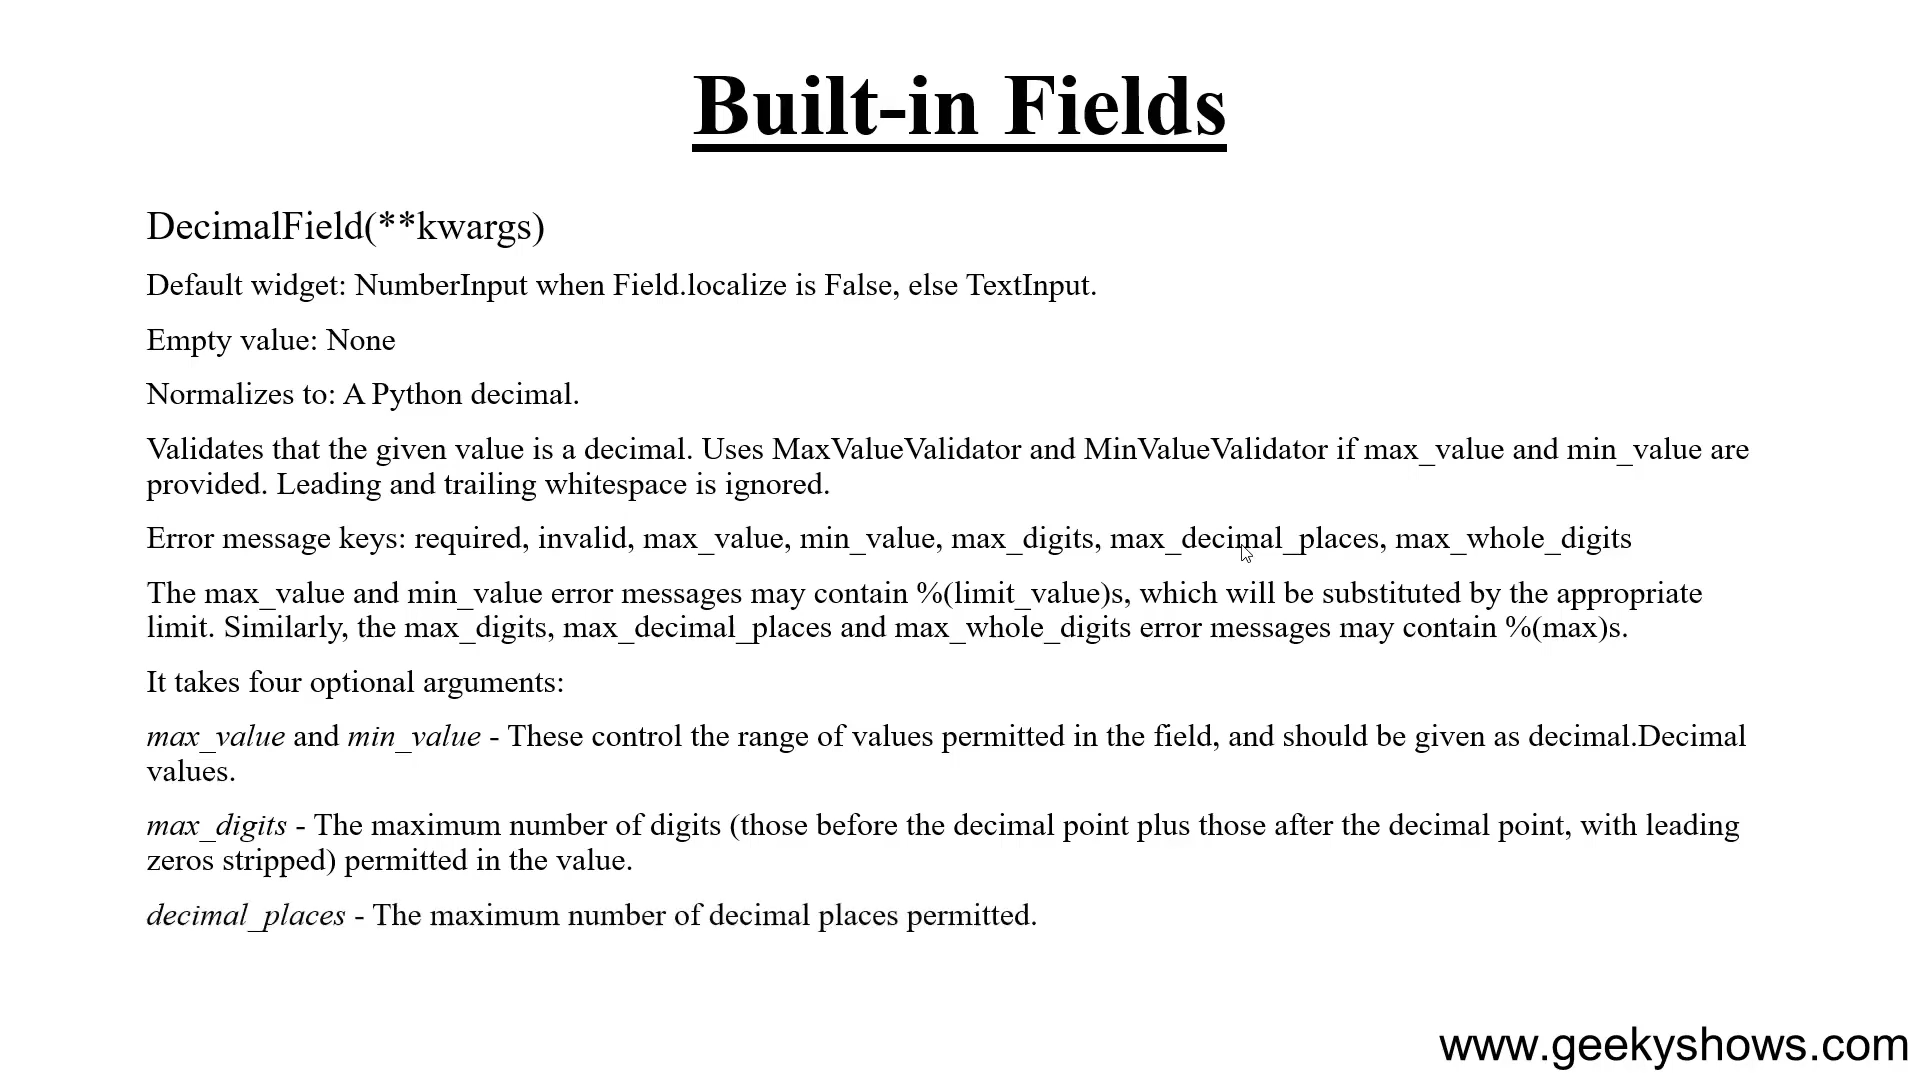 Built-in Fields
DecimalField(**kwargs)
Default widget: NumberInput when Field.localize is False, else TextInput.
Empty value: None
Normalizes to: A Python decimal.
Validates that the given value is a decimal. Uses MaxValueValidator and MinValueValidator if max_value and min_value are
provided. Leading and trailing whitespace is ignored.
Error message keys: required, invalid, max_value, min_value, max_digits, max_decimal_places, max_whole_digits
The max_value and min_value error messages may contain %(limit_value)s, which will be substituted by the appropriate
limit. Similarly, the max_digits, max_decimal_places and max_whole_digits error messages may contain %(max)s.
It takes four optional arguments:
max_value and min_value - These control the range of values permitted in the field, and should be given as decimal.Decimal
values.
max_digits - The maximum number of digits (those before the decimal point plus those after the decimal point, with leading
zeros stripped) permitted in the value.
decimal_places - The maximum number of decimal places permitted.
www.geekyshows.com